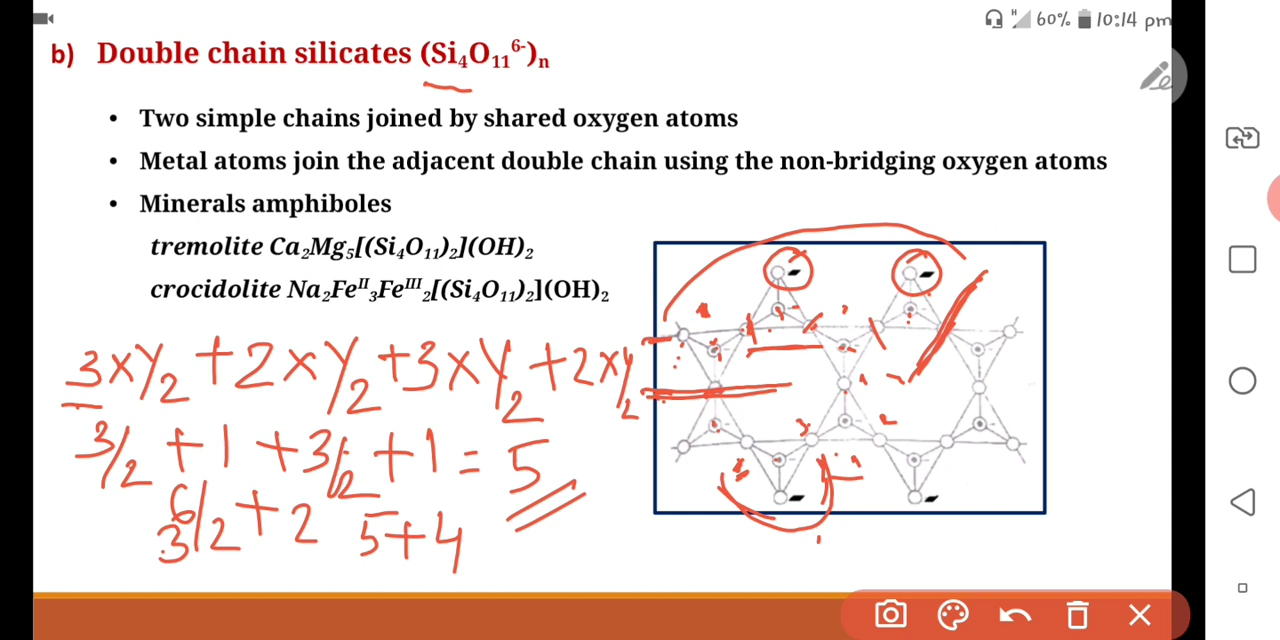 H 60% 10:14 pm
b) Double chain silicates (Si₄O₁₁⁶⁻)ₙ
• Two simple chains joined by shared oxygen atoms
• Metal atoms join the adjacent double chain using the non-bridging oxygen atoms
• Minerals amphiboles
tremolite Ca₂Mg₅[(Si₄O₁₁)₂](OH)₂
crocidolite Na₂Feᴵᴵ₃Feᴵᴵᴵ₂[(Si₄O₁₁)₂](OH)₂
3×1/2 + 2×1/2 + 3×1/2 + 2×1/2
3/2 + 1 + 3/2 + 1 = 5
6/2 + 2 5+4
3